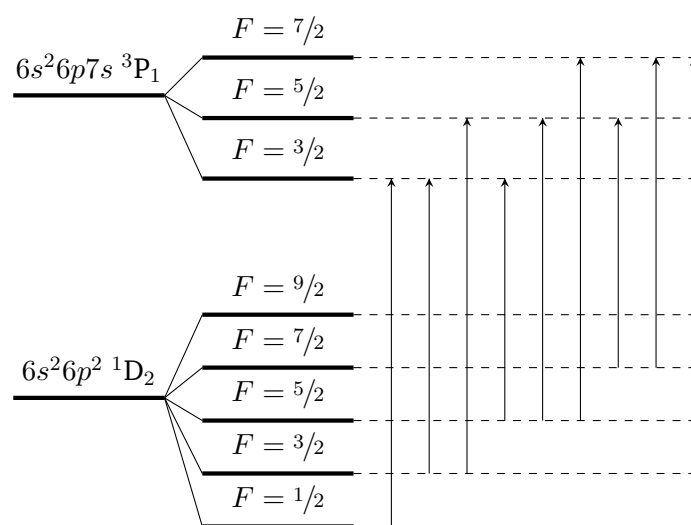 F = 7/2
6s²6p7s ³P₁
F = 5/2
F = 3/2
F = 9/2
F = 7/2
6s²6p² ¹D₂
F = 5/2
F = 3/2
F = 1/2